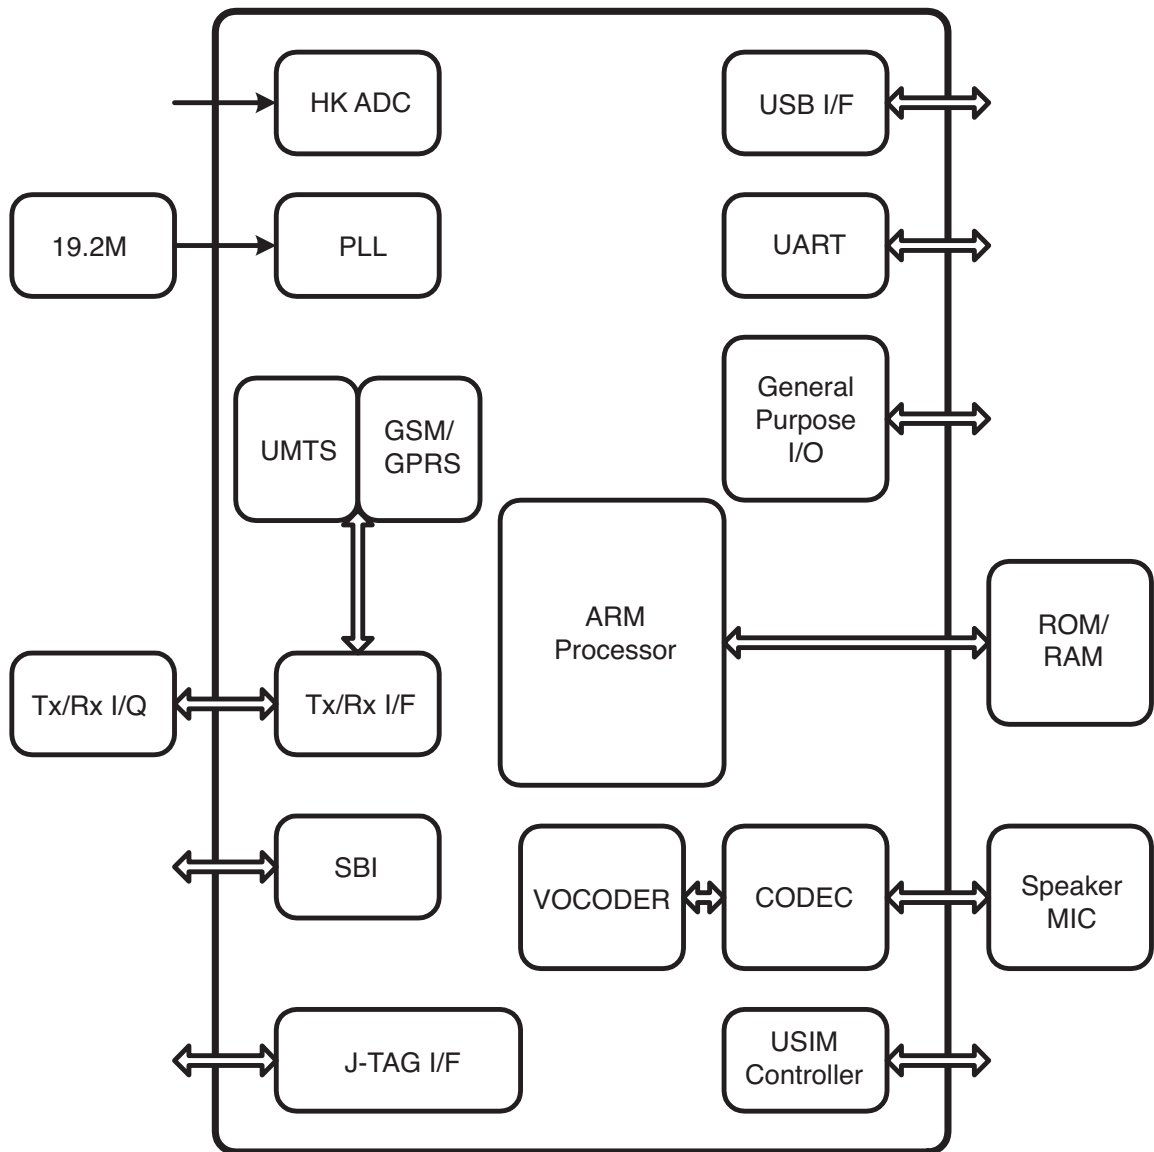 HK ADC
USB I/F
19.2M
PLL
UART
General
Purpose
I/O
UMTS
GSM/
GPRS
ARM
Processor
ROM/
RAM
Tx/Rx I/Q
Tx/Rx I/F
SBI
VOCODER
CODEC
Speaker
MIC
J-TAG I/F
USIM
Controller